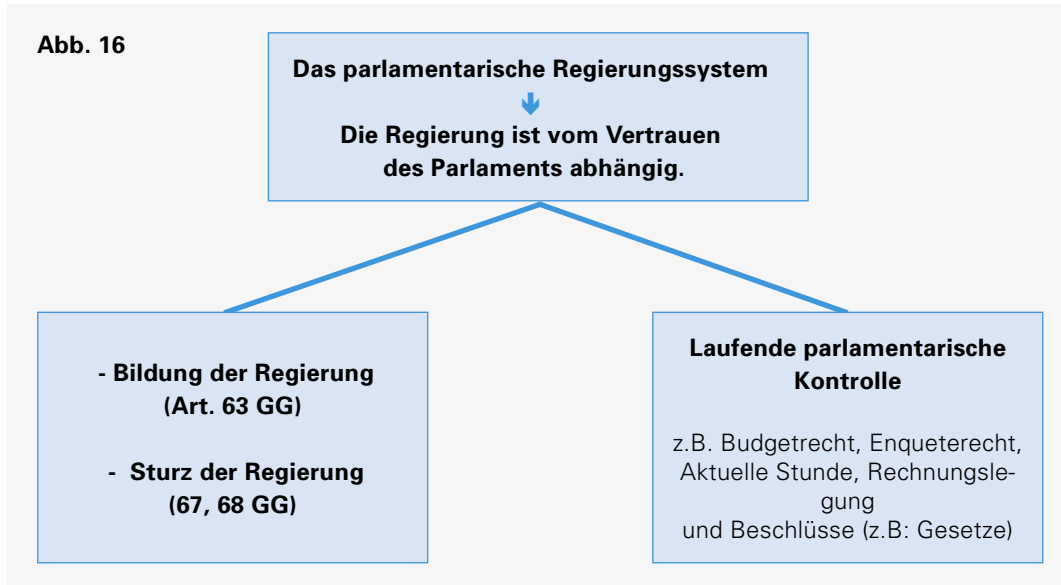 Abb. 16
Das parlamentarische Regierungssystem
Die Regierung ist vom Vertrauen
des Parlaments abhängig.
- Bildung der Regierung
(Art. 63 GG)
- Sturz der Regierung
(67, 68 GG)
Laufende parlamentarische
Kontrolle
z.B. Budgetrecht, Enqueterecht,
Aktuelle Stunde, Rechnungsle-
gung
und Beschlüsse (z.B: Gesetze)